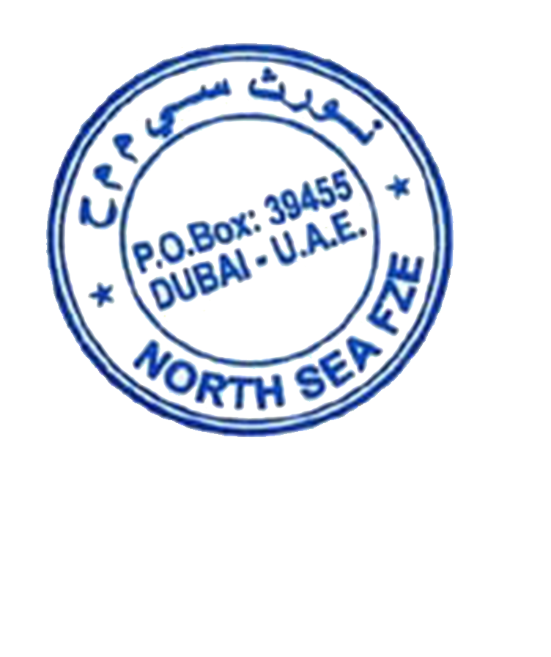 نورث سي م م ح
P.O.Box: 39455
DUBAI - U.A.E.
NORTH SEA FZE